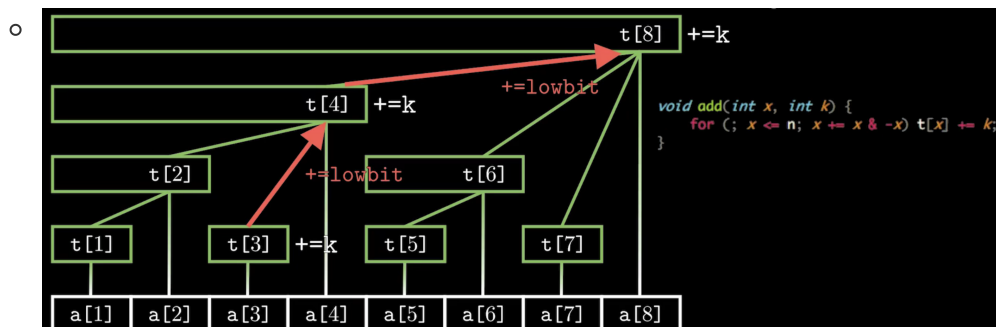 t[8] +=k
+=lowbit
t[4] +=k
void add(int x, int k) {
for (; x <= n; x += x & -x) t[x] += k;
}
t[2] +=lowbit t[6]
t[1] t[3] +=k t[5] t[7]
a[1] a[2] a[3] a[4] a[5] a[6] a[7] a[8]